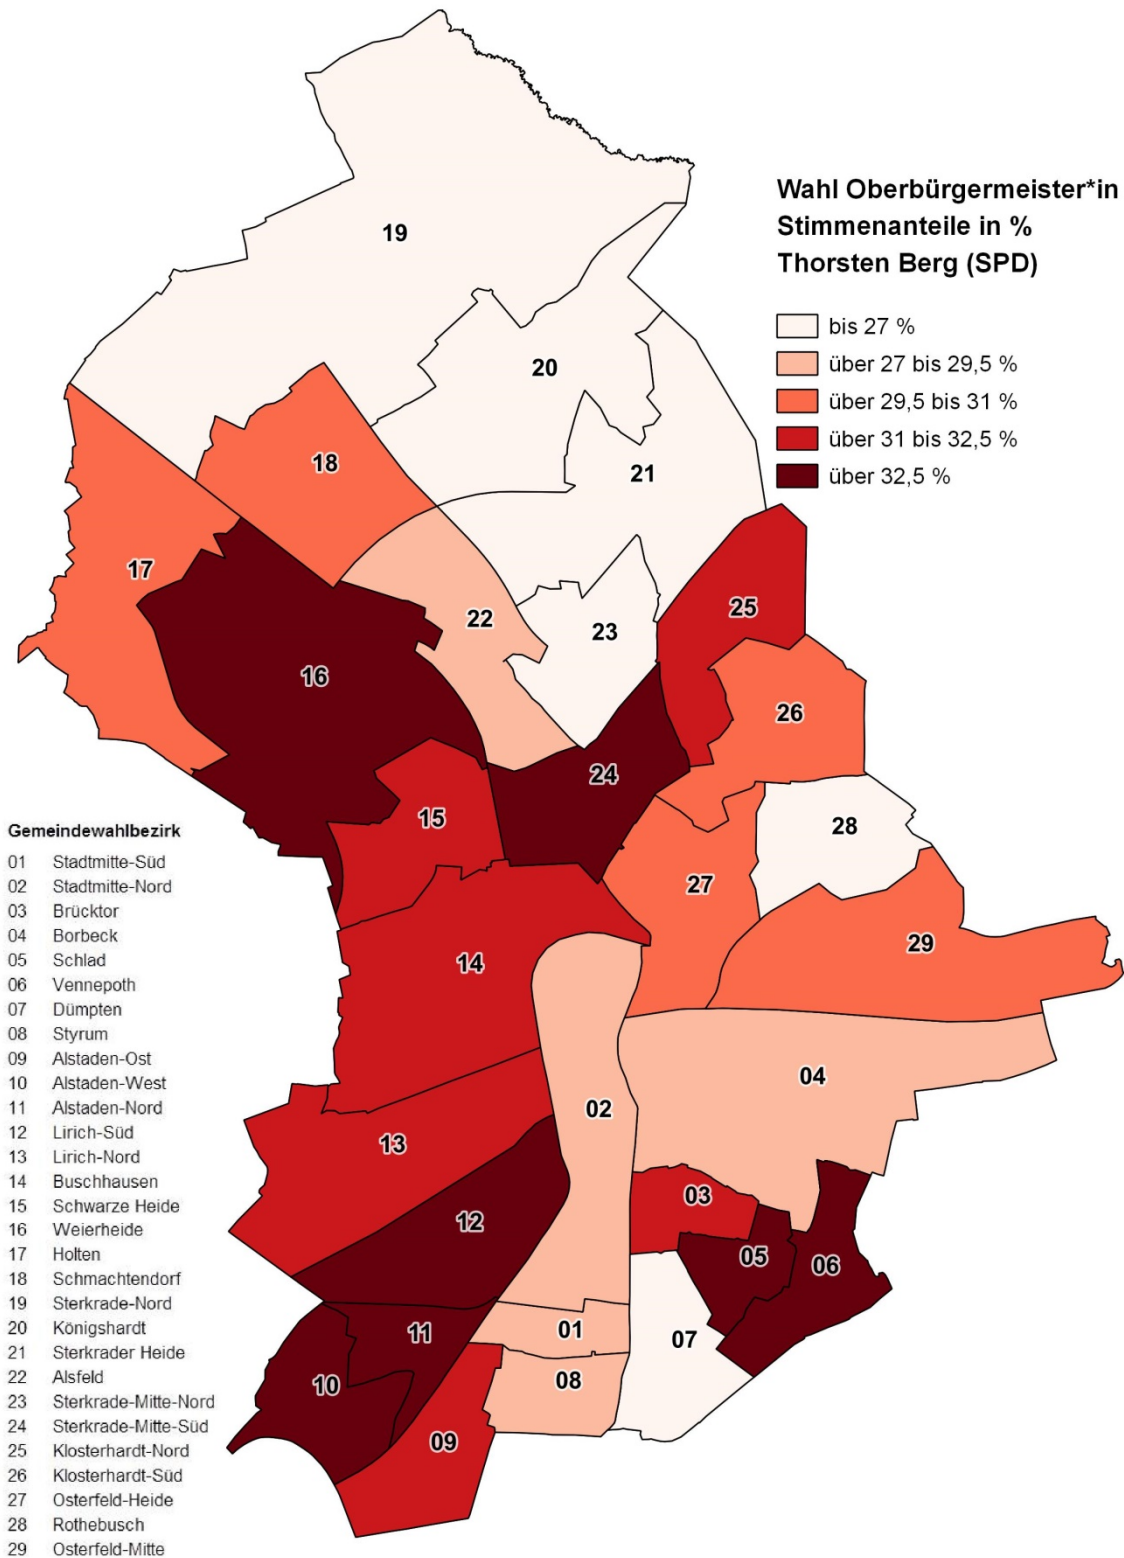 Wahl Oberbürgermeister*in
Stimmenanteile in %
Thorsten Berg (SPD)
bis 27 %
über 27 bis 29,5 %
über 29,5 bis 31 %
über 31 bis 32,5 %
über 32,5 %
19
20
18
21
17
25
22
23
16
26
24
15
28
27
29
14
04
02
13
03
12
05
06
01
11
07
08
10
09
Gemeindewahlbezirk
01 Stadtmitte-Süd
02 Stadtmitte-Nord
03 Brücktor
04 Borbeck
05 Schlad
06 Vennepoth
07 Dümpten
08 Styrum
09 Alstaden-Ost
10 Alstaden-West
11 Alstaden-Nord
12 Lirich-Süd
13 Lirich-Nord
14 Buschhausen
15 Schwarze Heide
16 Weierheide
17 Holten
18 Schmachtendorf
19 Sterkrade-Nord
20 Königshardt
21 Sterkrader Heide
22 Alsfeld
23 Sterkrade-Mitte-Nord
24 Sterkrade-Mitte-Süd
25 Klosterhardt-Nord
26 Klosterhardt-Süd
27 Osterfeld-Heide
28 Rothebusch
29 Osterfeld-Mitte